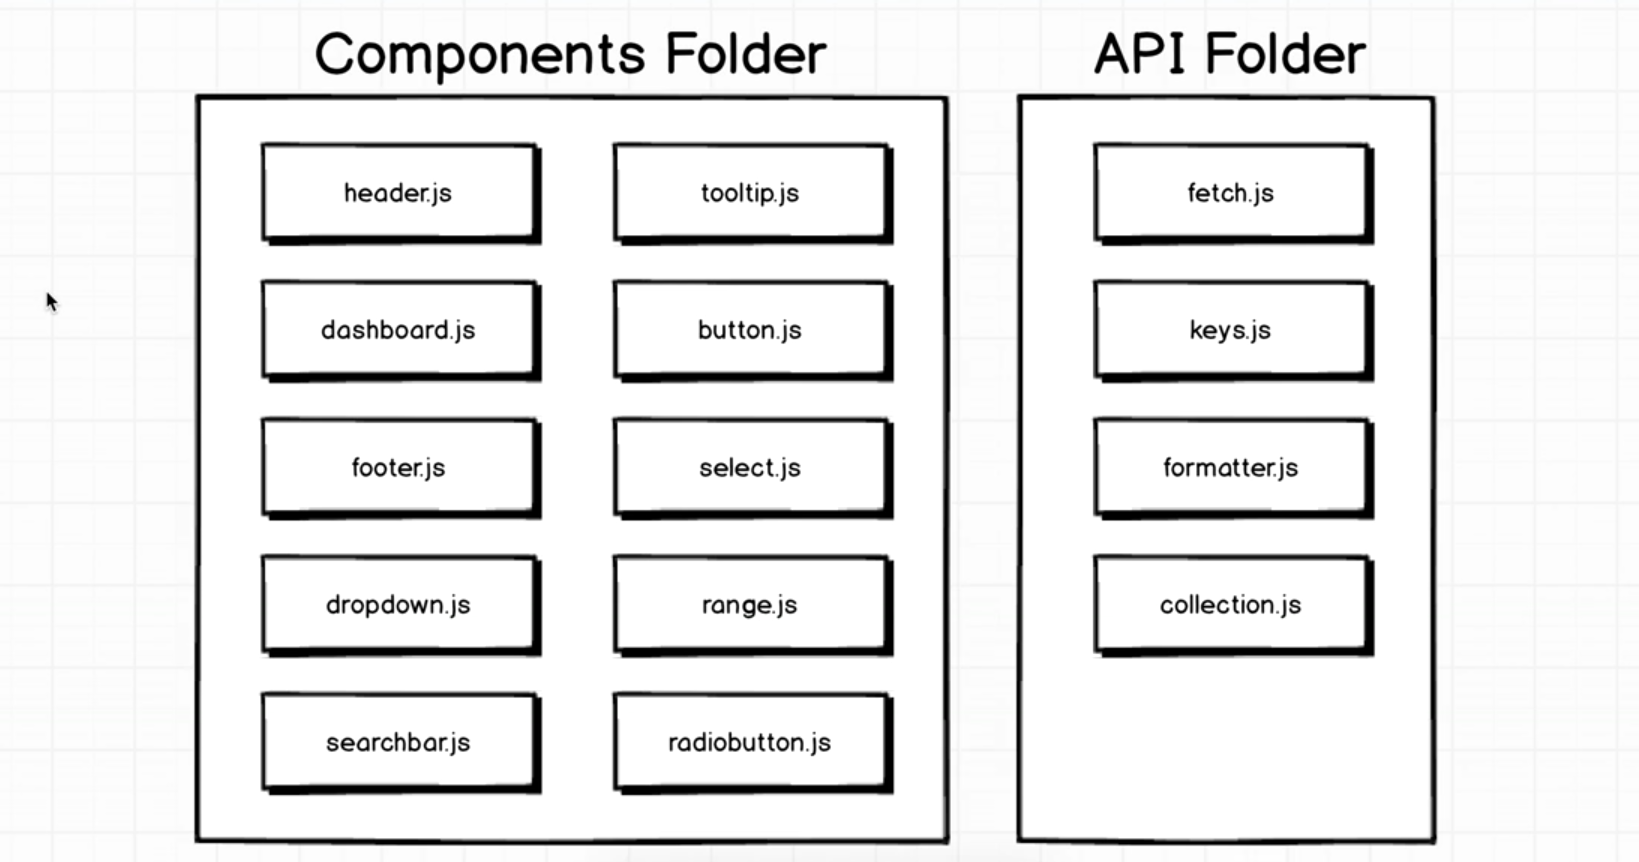 Components Folder
header.js
tooltip.js
dashboard.js
button.js
footer.js
select.js
dropdown.js
range.js
searchbar.js
radiobutton.js
API Folder
fetch.js
keys.js
formatter.js
collection.js